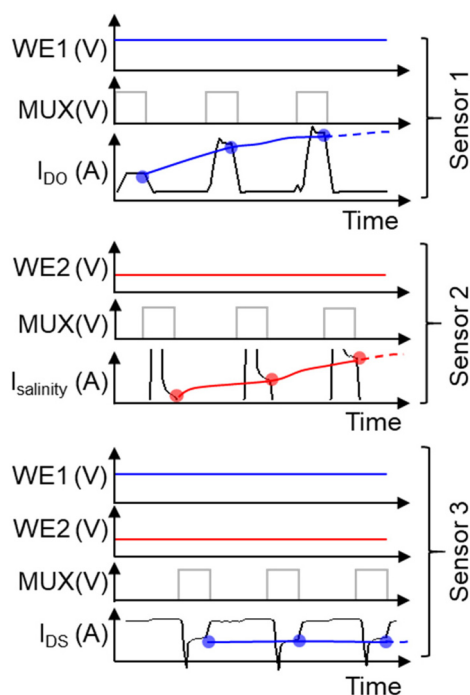 WE1 (V)
MUX(V)
I_DO (A)
Time
Sensor 1
WE2 (V)
MUX(V)
I_salinity (A)
Time
Sensor 2
WE1 (V)
WE2 (V)
MUX(V)
I_DS (A)
Time
Sensor 3